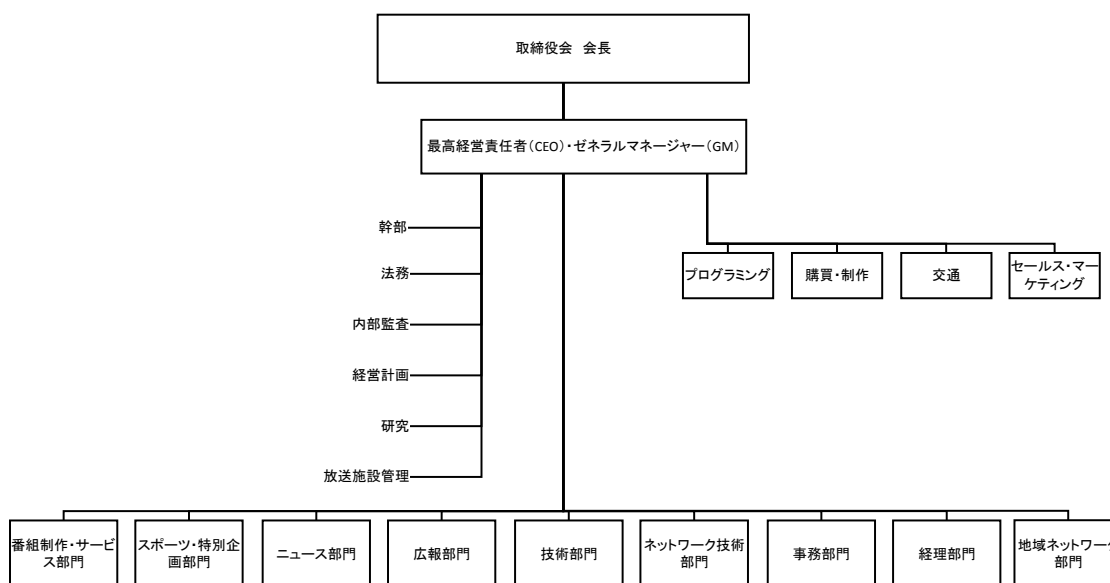 取締役会　会長
最高経営責任者（CEO）・ゼネラルマネージャー（GM）
幹部
法務
内部監査
経営計画
研究
放送施設管理
プログラミング
購買・制作
交通
セールス・マー
ケティング
番組制作・サービ
ス部門
スポーツ・特別企
画部門
ニュース部門
広報部門
技術部門
ネットワーク技術
部門
事務部門
経理部門
地域ネットワーク
部門